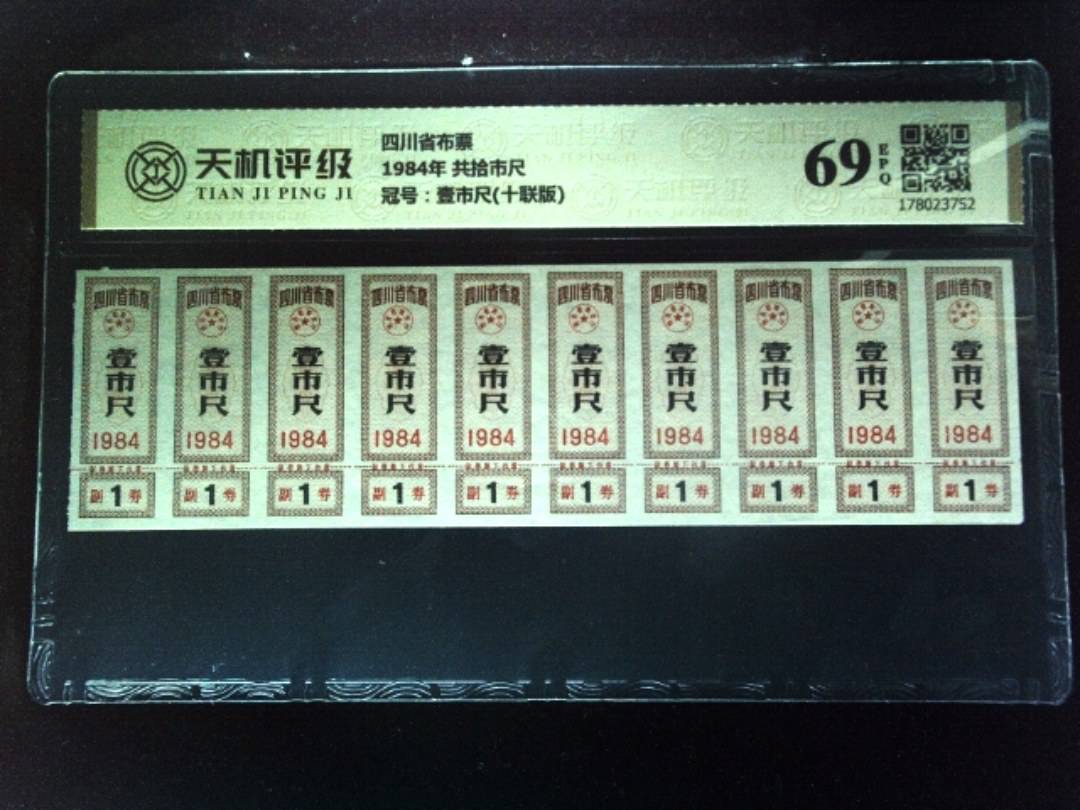 天机评级
TIAN JI PING JI
四川省布票
1984年 共拾市尺
冠号：壹市尺(十联版)
69
EPQ
178023752
四川省布票 四川省布票 四川省布票 四川省布票 四川省布票 四川省布票 四川省布票 四川省布票 四川省布票 四川省布票
壹市尺 壹市尺 壹市尺 壹市尺 壹市尺 壹市尺 壹市尺 壹市尺 壹市尺 壹市尺
1984 1984 1984 1984 1984 1984 1984 1984 1984 1984
副1券 副1券 副1券 副1券 副1券 副1券 副1券 副1券 副1券 副1券